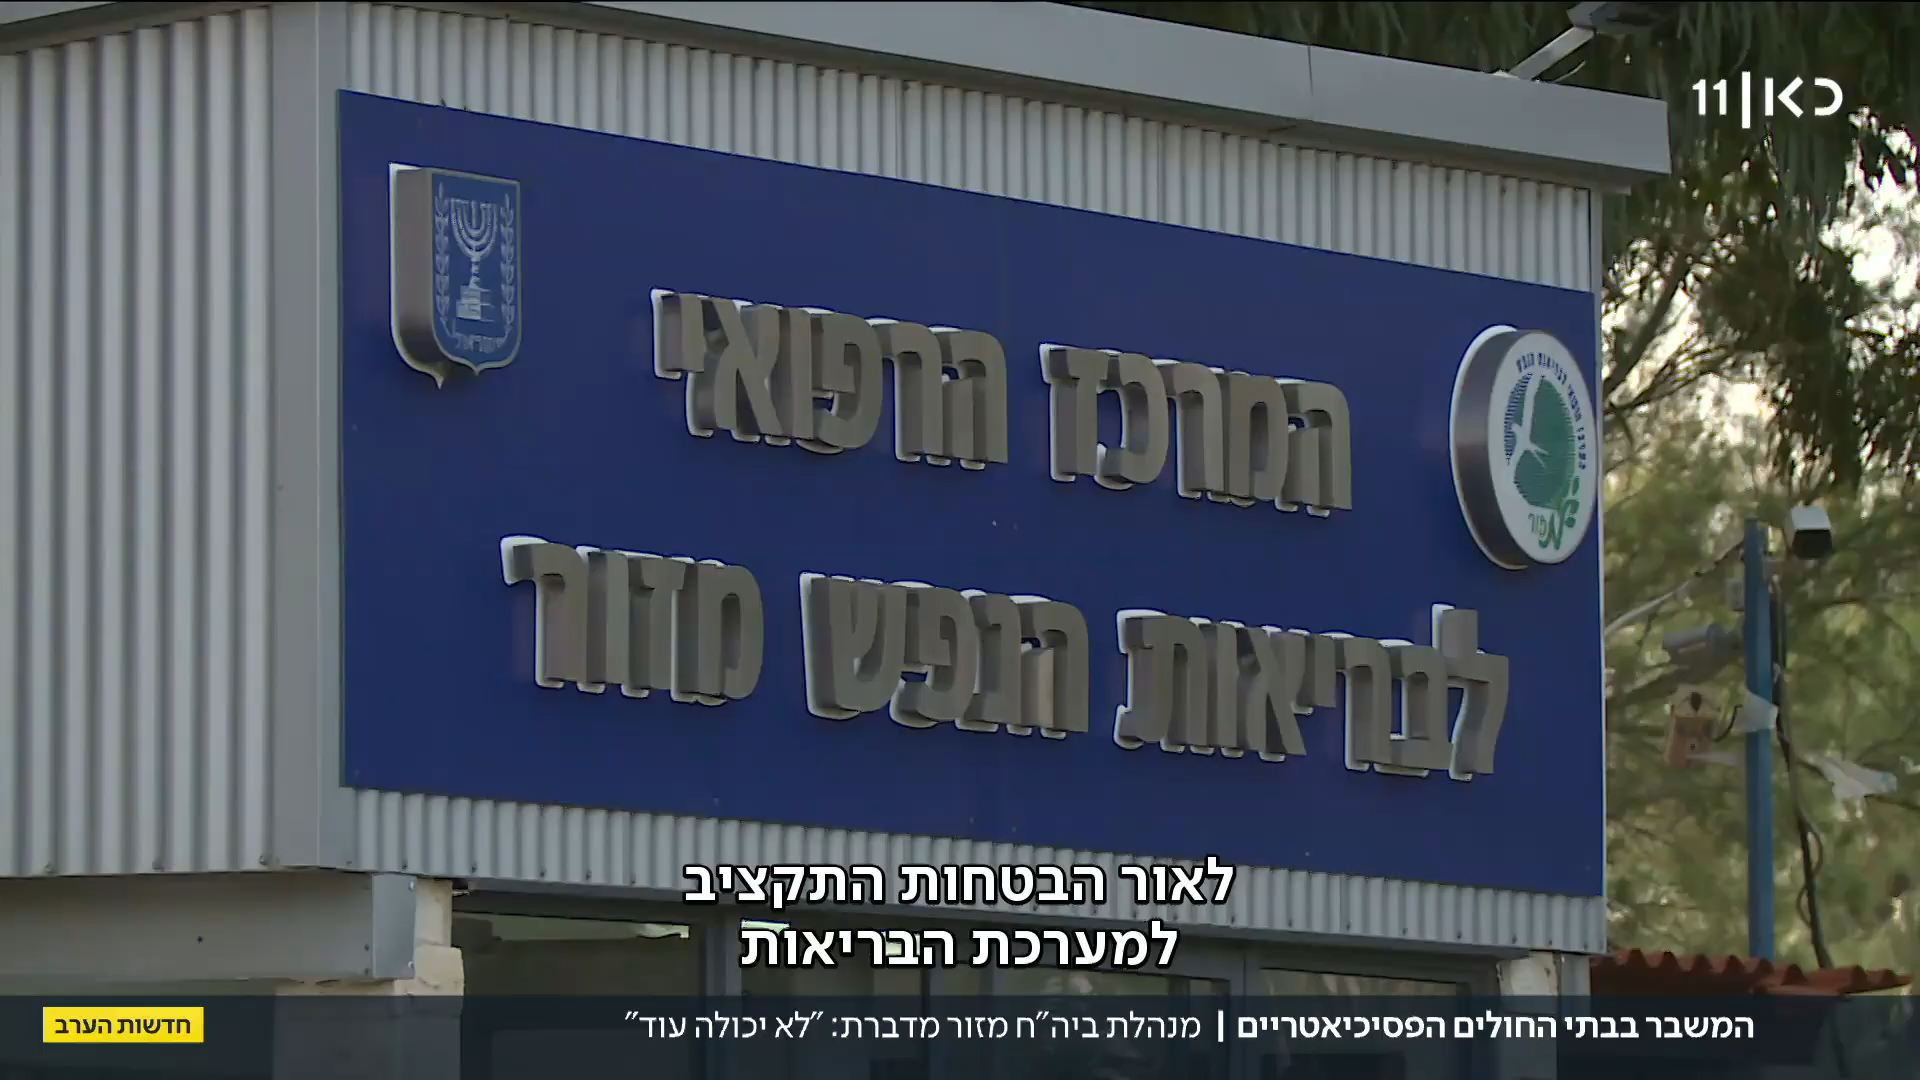 כאן 11
המרכז הרפואי
לבריאות הנפש מזור
מזור
לאור הבטחות התקציב
למערכת הבריאות
המשבר בבתי החולים הפסיכיאטריים | מנהלת ביה״ח מזור מדברת: ״לא יכולה עוד״
חדשות הערב